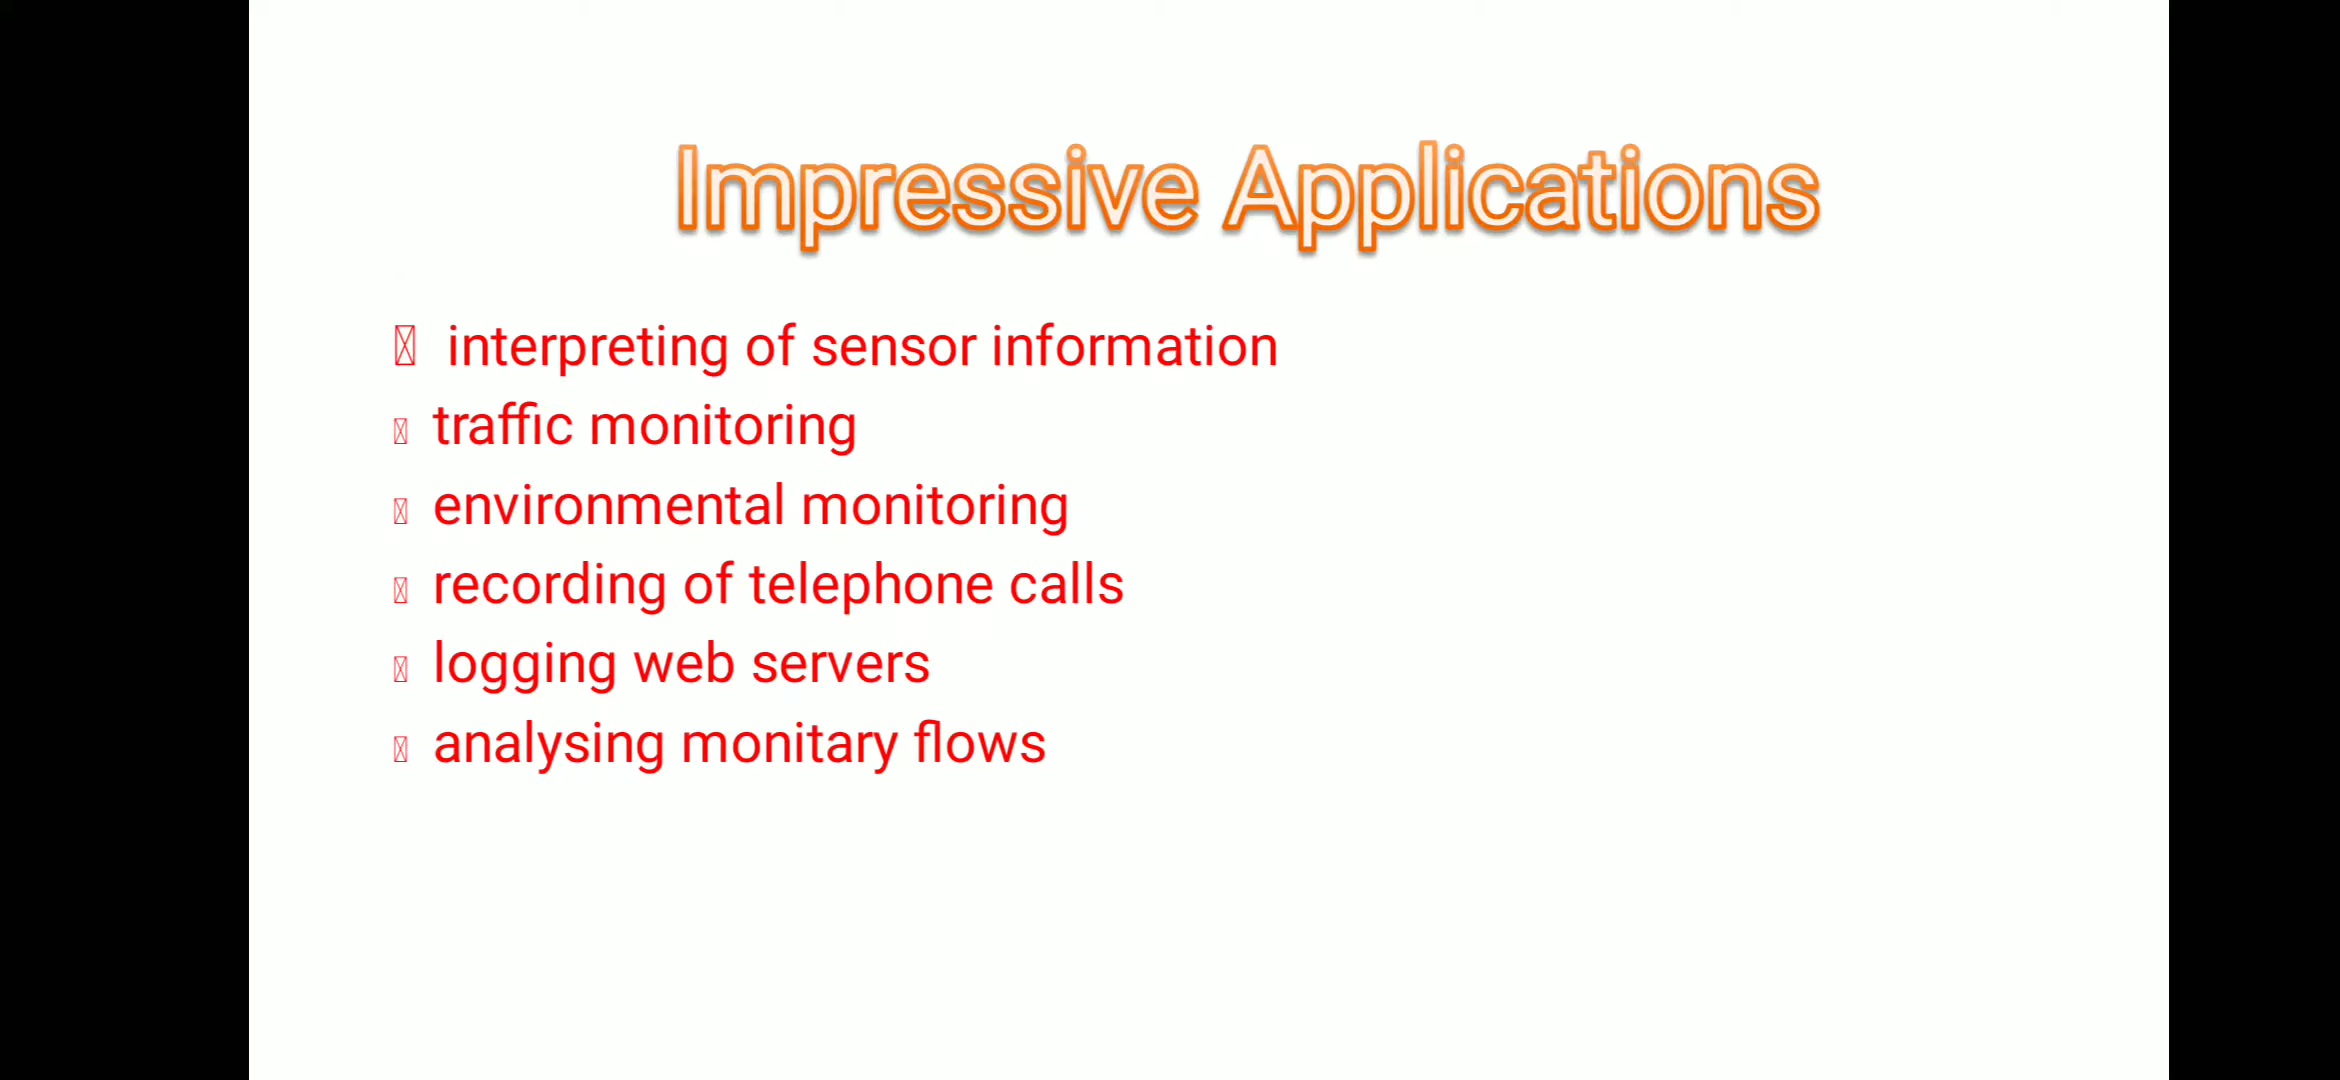 Impressive Applications
interpreting of sensor information
traffic monitoring
environmental monitoring
recording of telephone calls
logging web servers
analysing monitary flows